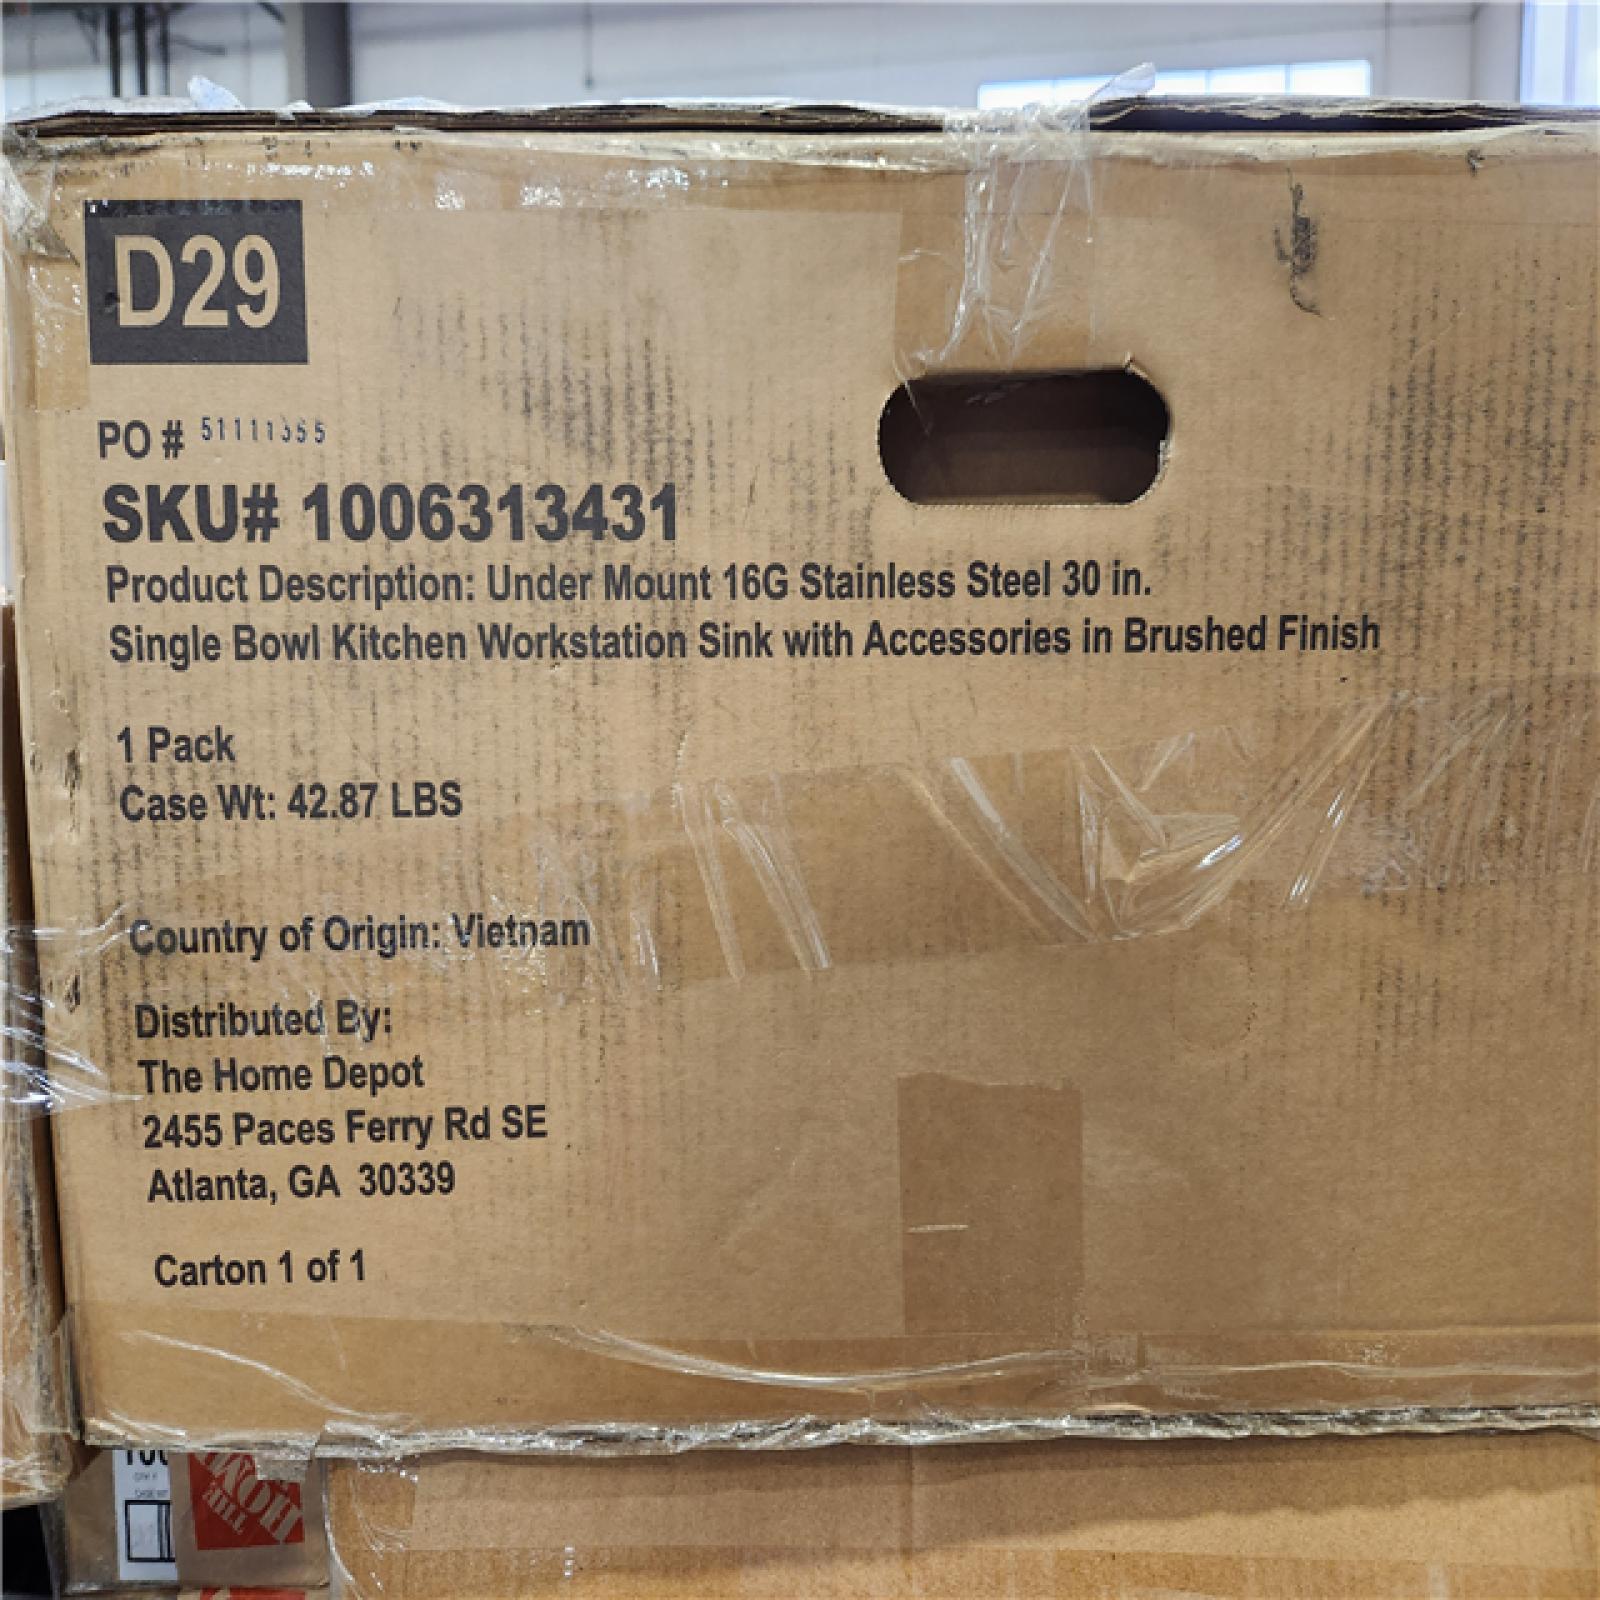 D29
PO #
SKU# 1006313431
Product Description: Under Mount 16G Stainless Steel 30 in.
Single Bowl Kitchen Workstation Sink with Accessories in Brushed Finish
1 Pack
Case Wt: 42.87 LBS
Country of Origin: Vietnam
Distributed By:
The Home Depot
2455 Paces Ferry Rd SE
Atlanta, GA 30339
Carton 1 of 1
THE
HOM